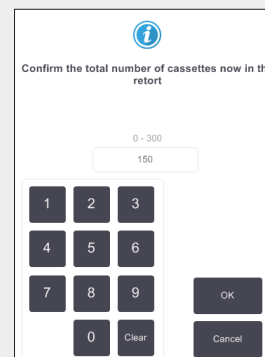 Confirm the total number of cassettes now in th
retort
0 - 300
150
1 2 3
4 5 6
7 8 9
OK
0 Clear
Cancel